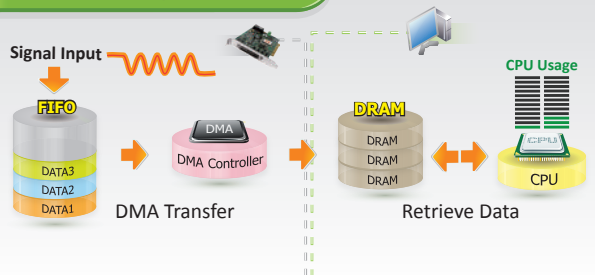 Signal Input
CPU Usage
FIFO
DATA3
DATA2
DATA1
DMA
DMA Controller
DMA Transfer
DRAM
DRAM
DRAM
DRAM
CPU
CPU
Retrieve Data